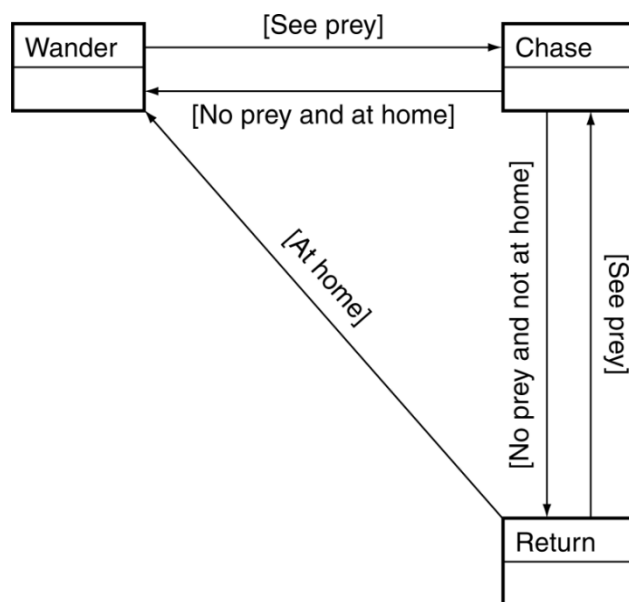 Wander
[See prey]
Chase
[No prey and at home]
[At home]
[No prey and not at home]
[See prey]
Return